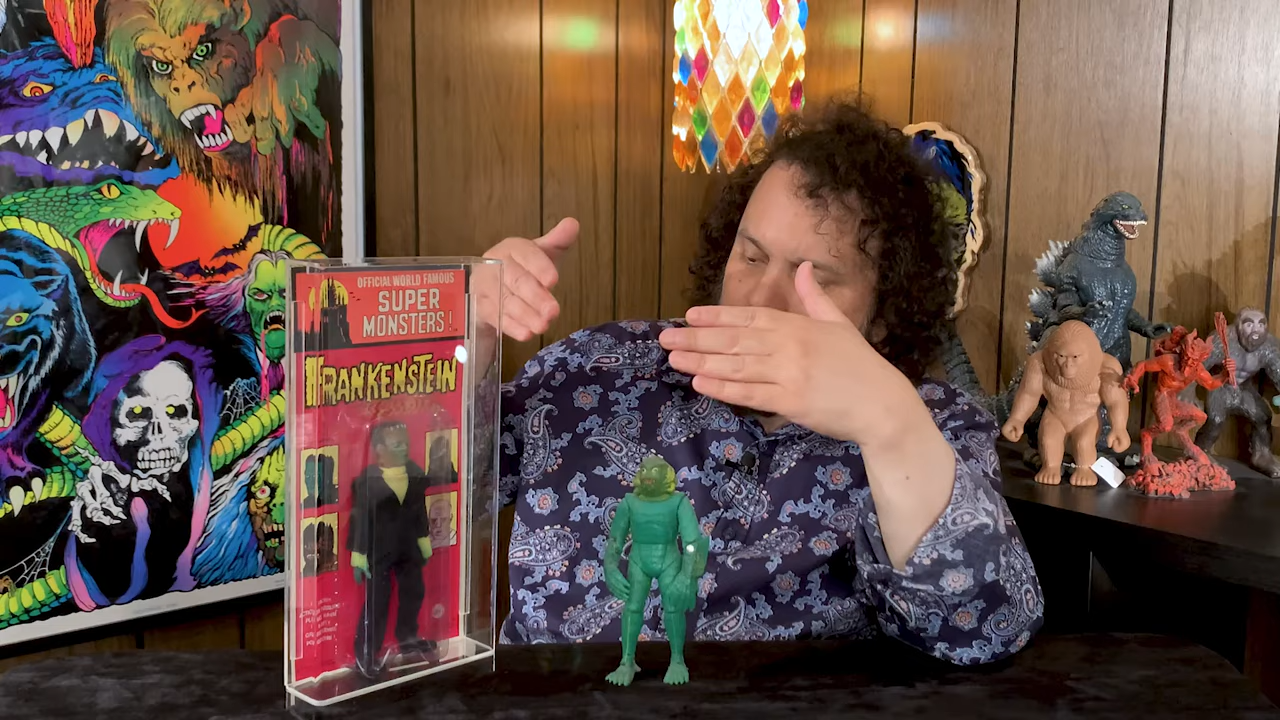 OFFICIAL WORLD FAMOUS
SUPER
MONSTERS!
FRANKENSTEIN